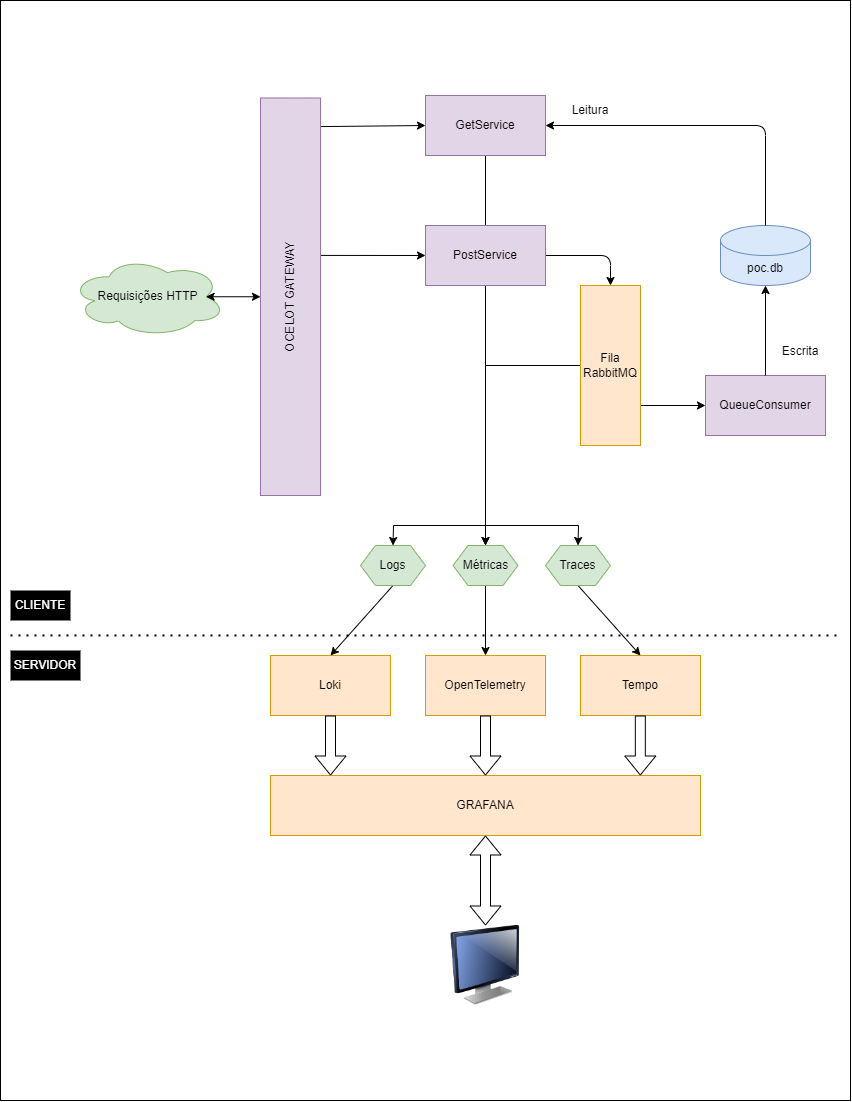 GetService
Leitura
OCELOT GATEWAY
PostService
Requisições HTTP
poc.db
Fila
RabbitMQ
Escrita
QueueConsumer
Logs
Métricas
Traces
CLIENTE
SERVIDOR
Loki
OpenTelemetry
Tempo
GRAFANA